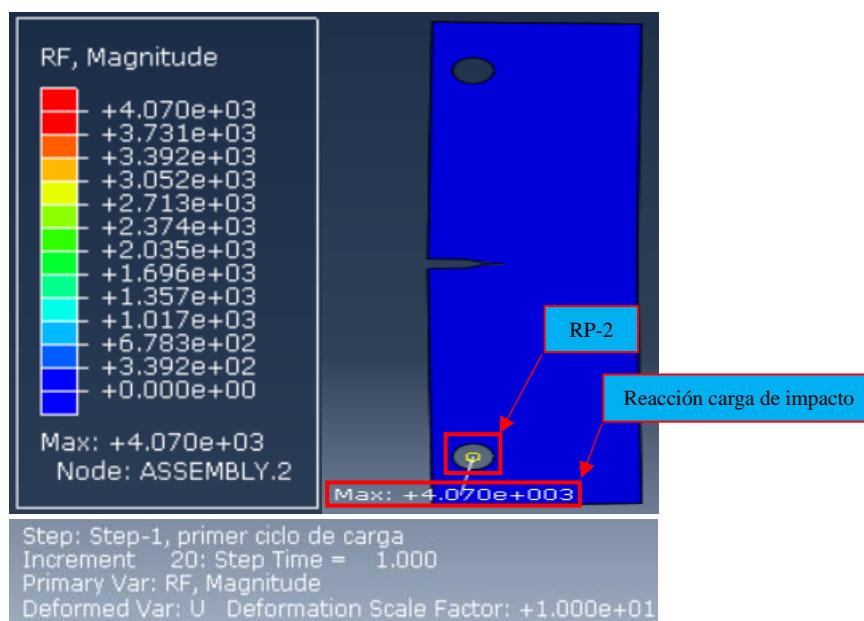 RF, Magnitude
+4.070e+03
+3.731e+03
+3.392e+03
+3.052e+03
+2.713e+03
+2.374e+03
+2.035e+03
+1.696e+03
+1.357e+03
+1.017e+03
+6.783e+02
+3.392e+02
+0.000e+00
Max: +4.070e+03
Node: ASSEMBLY.2
RP-2
Reacción carga de impacto
Max: +4.070e+003
Step: Step-1, primer ciclo de carga
Increment 20: Step Time = 1.000
Primary Var: RF, Magnitude
Deformed Var: U Deformation Scale Factor: +1.000e+01